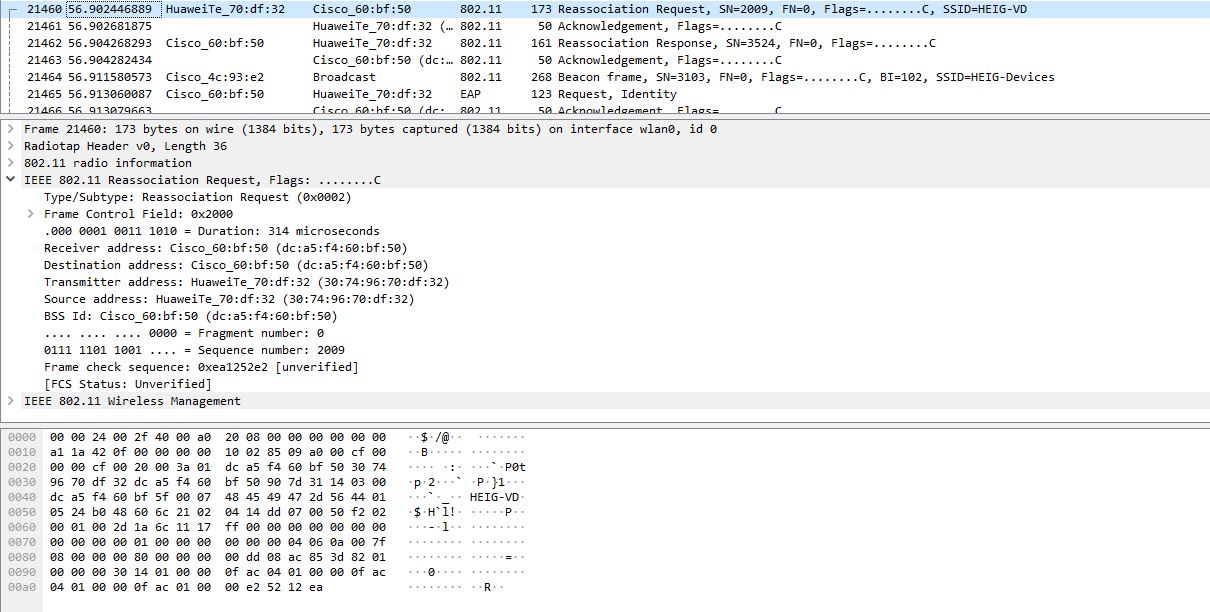 21460 56.902446889 HuaweiTe_70:df:32 Cisco_60:bf:50 802.11 173 Reassociation Request, SN=2009, FN=0, Flags=........C, SSID=HEIG-VD
21461 56.902681875 HuaweiTe_70:df:32 (… 802.11 50 Acknowledgement, Flags=........C
21462 56.904268293 Cisco_60:bf:50 HuaweiTe_70:df:32 802.11 161 Reassociation Response, SN=3524, FN=0, Flags=........C
21463 56.904282434 Cisco_60:bf:50 (dc:… 802.11 50 Acknowledgement, Flags=........C
21464 56.911580573 Cisco_4c:93:e2 Broadcast 802.11 268 Beacon frame, SN=3103, FN=0, Flags=........C, BI=102, SSID=HEIG-Devices
21465 56.913060087 Cisco_60:bf:50 HuaweiTe_70:df:32 EAP 123 Request, Identity
21466 56.913079663 Cisco_60:bf:50 (dc: 802.11 50 Acknowledgement, Flags=........C
Frame 21460: 173 bytes on wire (1384 bits), 173 bytes captured (1384 bits) on interface wlan0, id 0
Radiotap Header v0, Length 36
802.11 radio information
IEEE 802.11 Reassociation Request, Flags: ........C
Type/Subtype: Reassociation Request (0x0002)
Frame Control Field: 0x2000
.000 0001 0011 1010 = Duration: 314 microseconds
Receiver address: Cisco_60:bf:50 (dc:a5:f4:60:bf:50)
Destination address: Cisco_60:bf:50 (dc:a5:f4:60:bf:50)
Transmitter address: HuaweiTe_70:df:32 (30:74:96:70:df:32)
Source address: HuaweiTe_70:df:32 (30:74:96:70:df:32)
BSS Id: Cisco_60:bf:50 (dc:a5:f4:60:bf:50)
.... .... .... 0000 = Fragment number: 0
0111 1101 1001 .... = Sequence number: 2009
Frame check sequence: 0xea1252e2 [unverified]
[FCS Status: Unverified]
IEEE 802.11 Wireless Management
0000 00 00 24 00 2f 40 00 a0 20 08 00 00 00 00 00 00 ··$·/@·· ········
0010 a1 1a 42 0f 00 00 00 00 10 02 85 09 a0 00 cf 00 ··B····· ········
0020 00 00 cf 00 20 00 3a 01 dc a5 f4 60 bf 50 30 74 ···· ·:· ···`·P0t
0030 96 70 df 32 dc a5 f4 60 bf 50 90 7d 31 14 03 00 ·p·2···` ·P·}1···
0040 dc a5 f4 60 bf 5f 00 07 48 45 49 47 2d 56 44 01 ···`·_·· HEIG-VD·
0050 05 24 b0 48 60 6c 21 02 04 14 dd 07 00 50 f2 02 ·$·H`l!· ·····P··
0060 00 01 00 2d 1a 6c 11 17 ff 00 00 00 00 00 00 00 ···-·l·· ········
0070 00 00 00 00 01 00 00 00 00 00 00 04 06 0a 00 7f ········ ········
0080 08 00 00 00 80 00 00 00 00 dd 08 ac 85 3d 82 01 ········ ·····=··
0090 00 00 00 30 14 01 00 00 0f ac 04 01 00 00 0f ac ···0···· ········
00a0 04 01 00 00 0f ac 01 00 00 e2 52 12 ea ········ ··R··